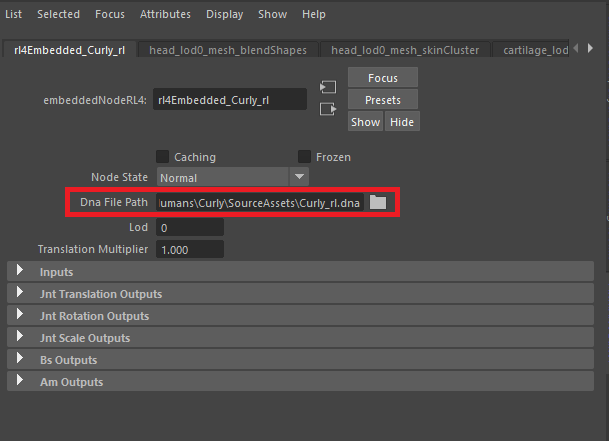 List Selected Focus Attributes Display Show Help
rl4Embedded_Curly_rl head_lod0_mesh_blendShapes head_lod0_mesh_skinCluster cartilage_lod
Focus
embeddedNodeRL4: rl4Embedded_Curly_rl Presets
Show Hide
Caching Frozen
Node State Normal
Dna File Path umans\Curly\SourceAssets\Curly_rl.dna
Lod 0
Translation Multiplier 1.000
Inputs
Jnt Translation Outputs
Jnt Rotation Outputs
Jnt Scale Outputs
Bs Outputs
Am Outputs